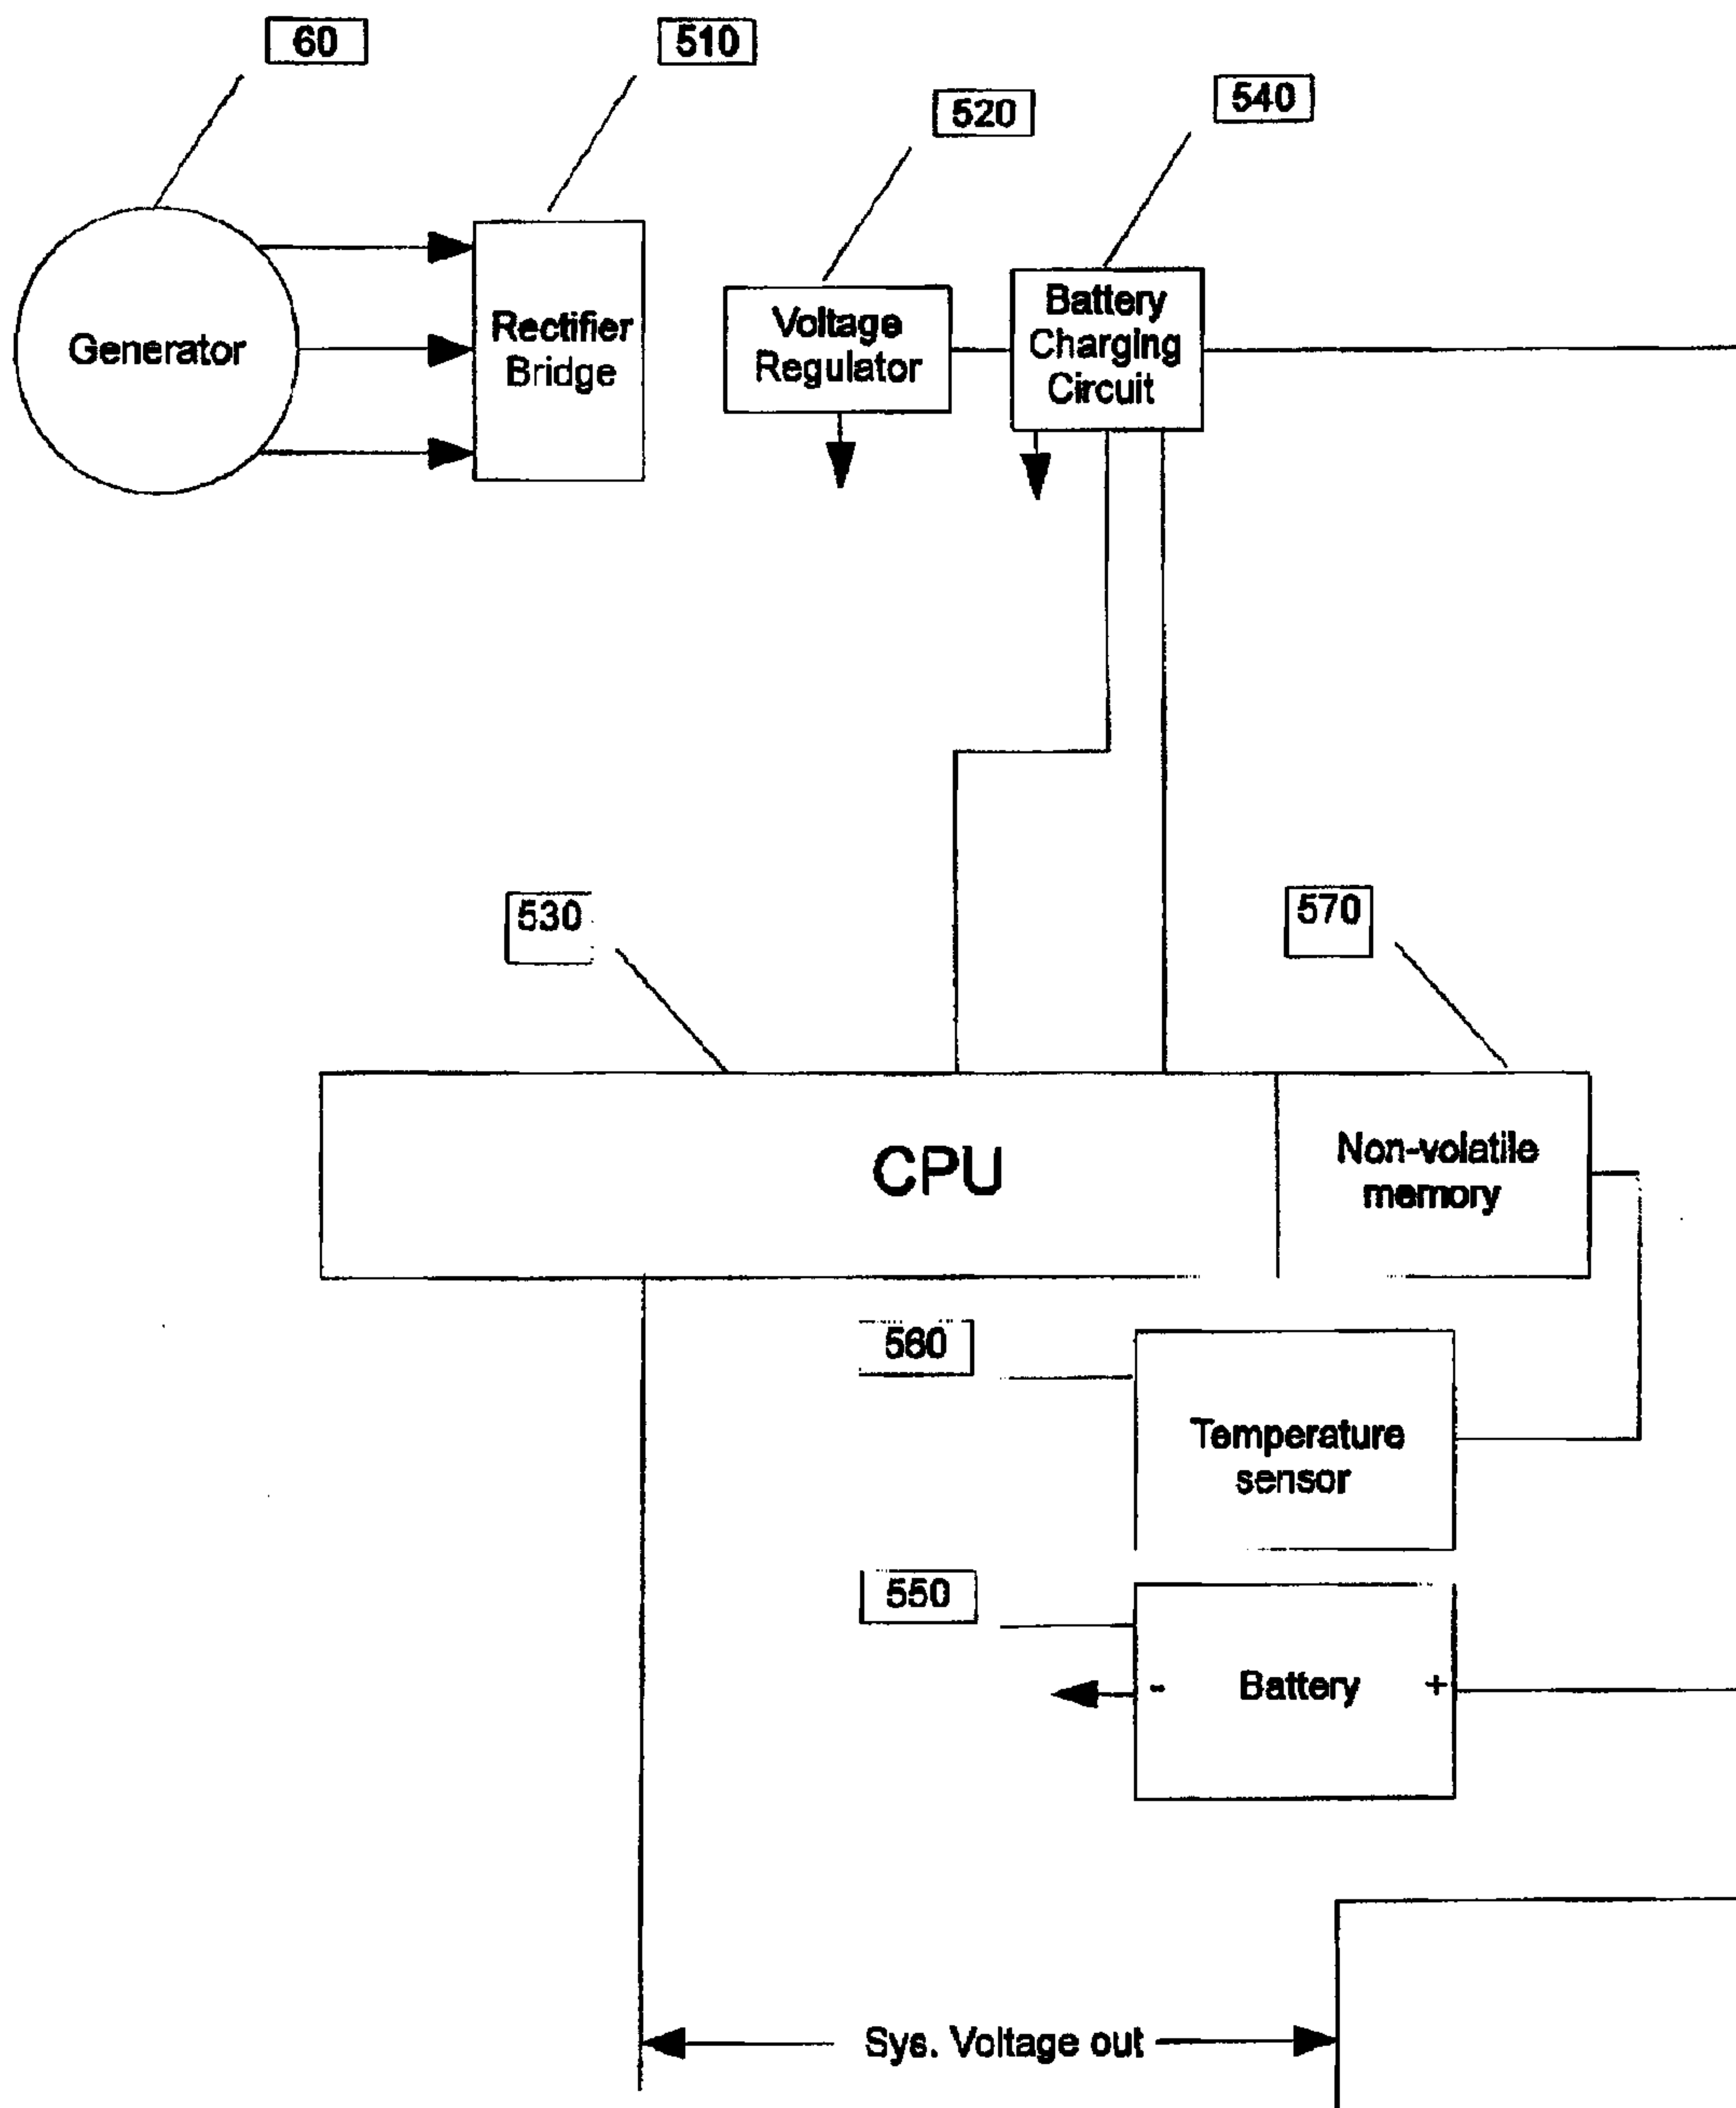 60
510
520
540
Generator
Rectifier
Bridge
Voltage
Regulator
Battery
Charging
Circuit
530
570
CPU
Non-volatile
memory
560
Temperature
sensor
550
- Battery +
Sys. Voltage out